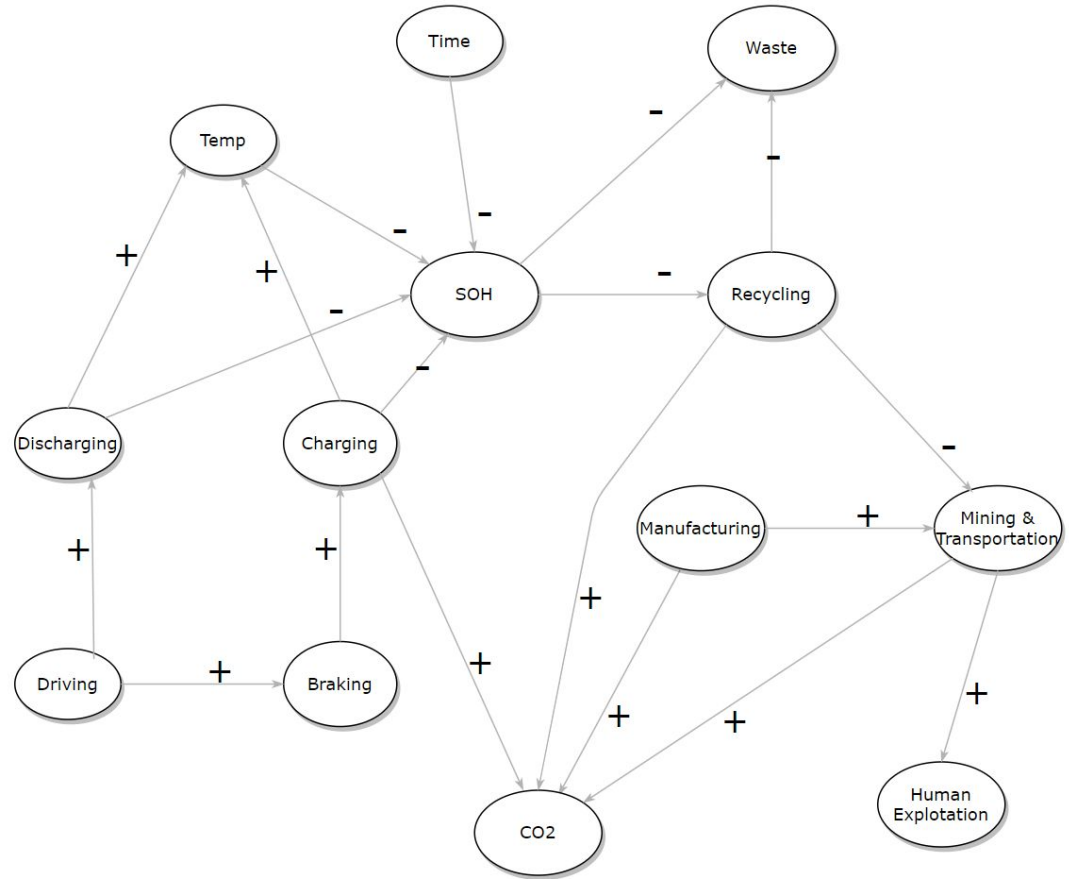 Time
Waste
-
Temp
-
-
-
+
+
-
SOH
-
Recycling
-
-
Discharging
Charging
-
Manufacturing
+
Mining &
Transportation
+
+
+
Driving
+
Braking
+
+
+
+
Human
Explotation
CO2